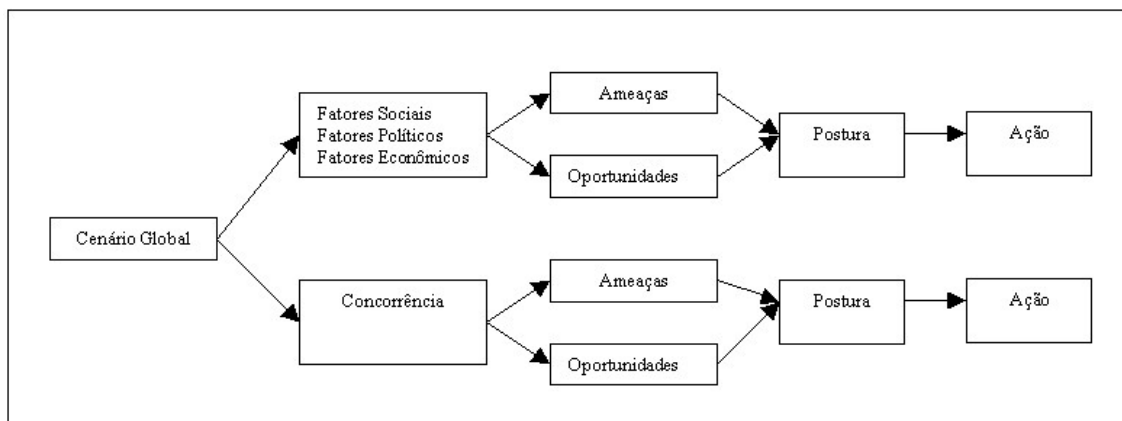 Ameaças
Fatores Sociais
Fatores Políticos
Fatores Econômicos
Postura
Ação
Oportunidades
Cenário Global
Ameaças
Concorrência
Postura
Ação
Oportunidades